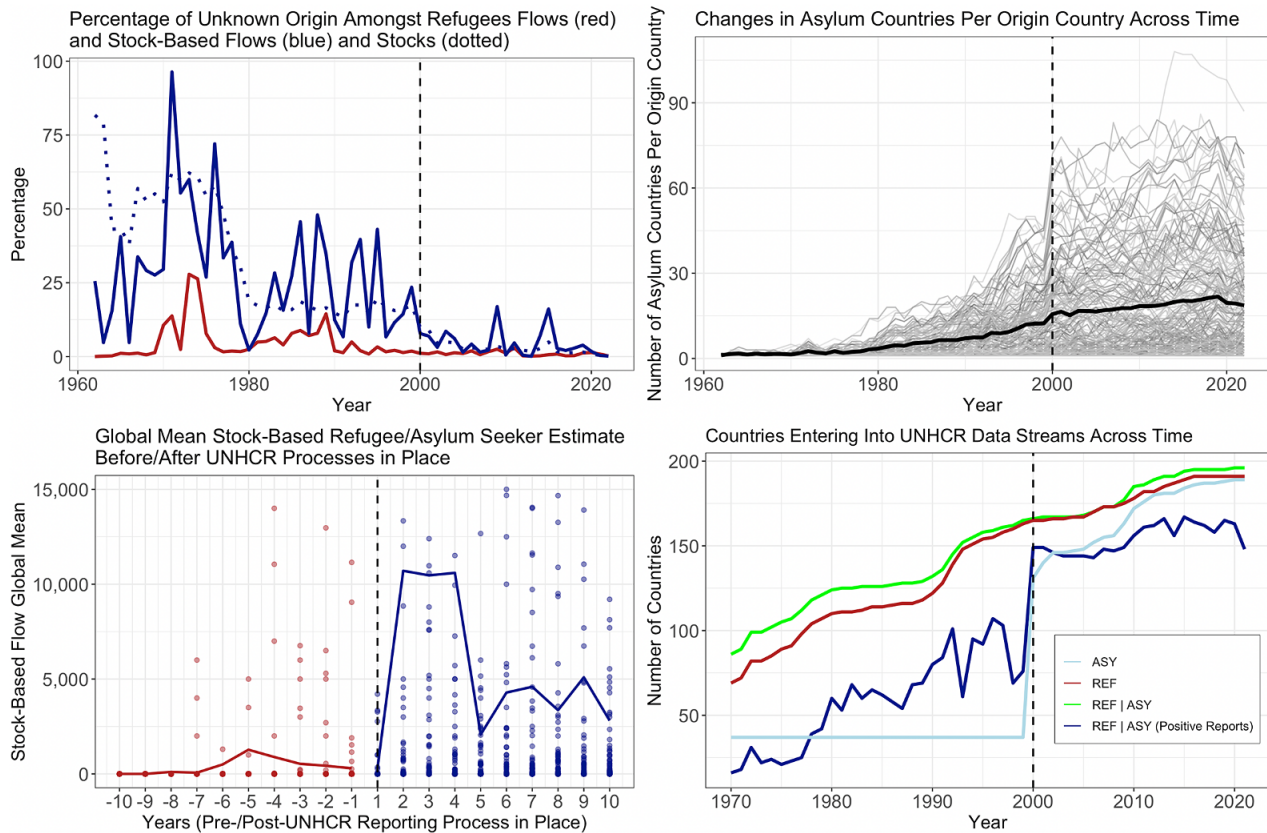 Percentage of Unknown Origin Amongst Refugees Flows (red)
and Stock-Based Flows (blue) and Stocks (dotted)
100
75
50
25
0
Percentage
1960 1980 2000 2020
Year
Changes in Asylum Countries Per Origin Country Across Time
Number of Asylum Countries Per Origin Country
90
60
30
0
1960 1980 2000 2020
Year
Global Mean Stock-Based Refugee/Asylum Seeker Estimate
Before/After UNHCR Processes in Place
Stock-Based Flow Global Mean
15,000
10,000
5,000
0
-10 -9 -8 -7 -6 -5 -4 -3 -2 -1 1 2 3 4 5 6 7 8 9 10
Years (Pre-/Post-UNHCR Reporting Process in Place)
Countries Entering Into UNHCR Data Streams Across Time
Number of Countries
200
150
100
50
ASY
REF
REF | ASY
REF | ASY (Positive Reports)
1970 1980 1990 2000 2010 2020
Year